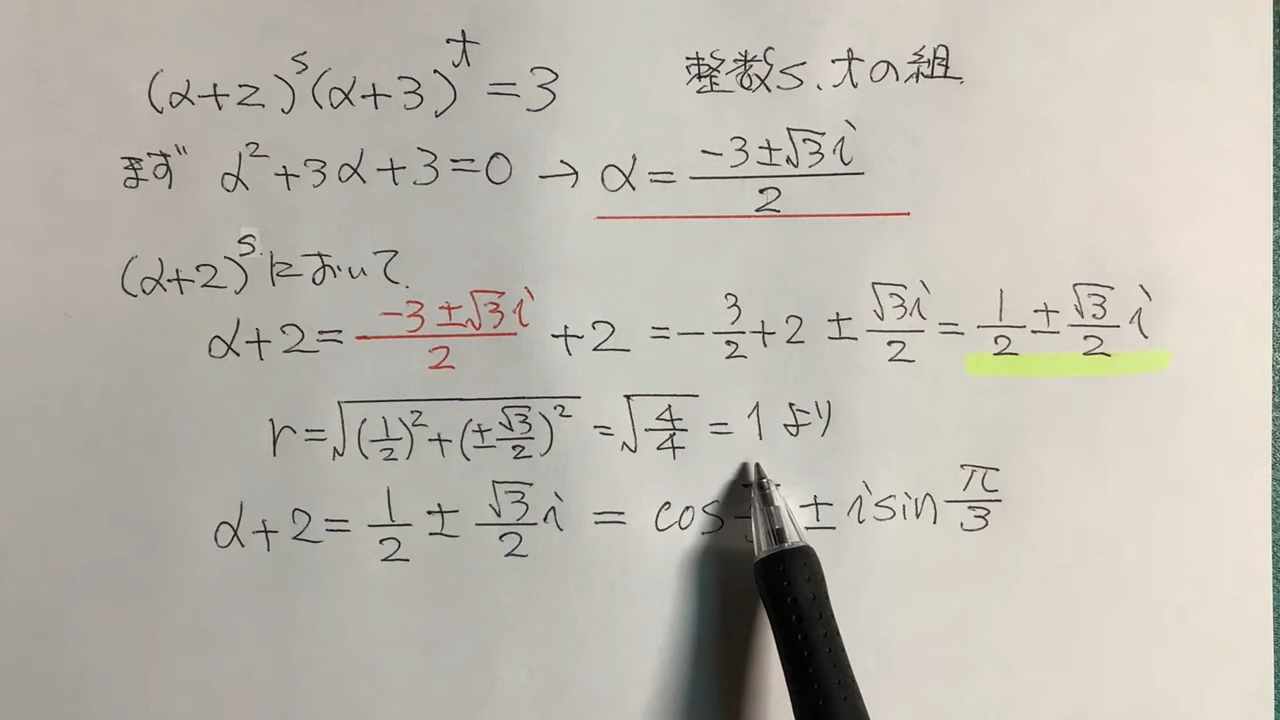 (α+2)^s(α+3)^t=3 整数s.tの組
まず α²+3α+3=0 → α= (-3±√3i)/2
(α+2)^sにおいて
α+2= (-3±√3i)/2 +2 =-3/2+2 ± √3i/2 = 1/2 ± √3/2 i
r=√((1/2)²+(±√3/2)²) =√(4/4) =1より
α+2= 1/2 ± √3/2 i = cos ± i sin π/3